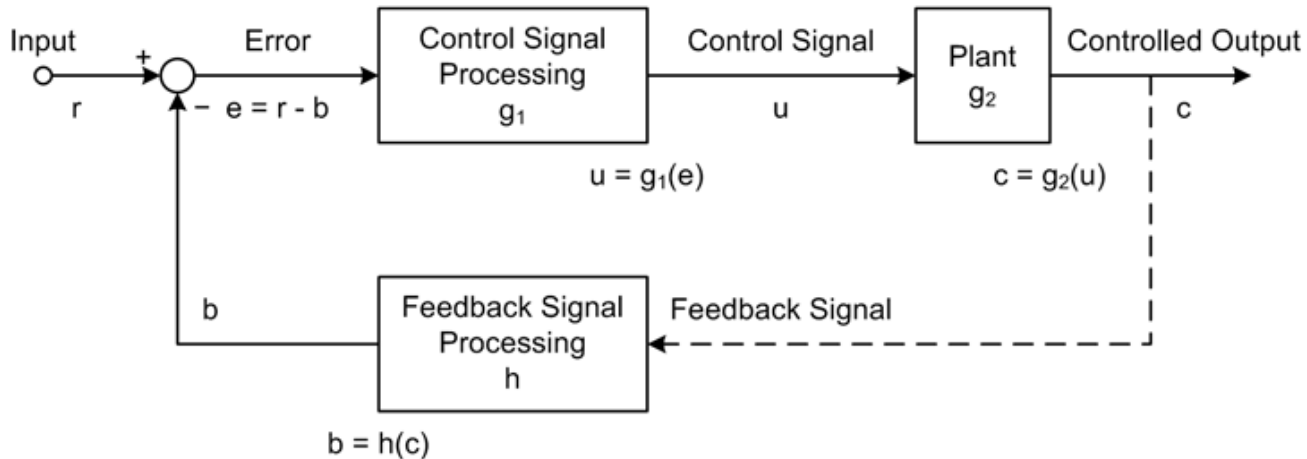 Input
r
+
−
Error
e = r - b
Control Signal
Processing
g₁
u = g₁(e)
Control Signal
u
Plant
g₂
c = g₂(u)
Controlled Output
c
b
Feedback Signal
Processing
h
b = h(c)
Feedback Signal